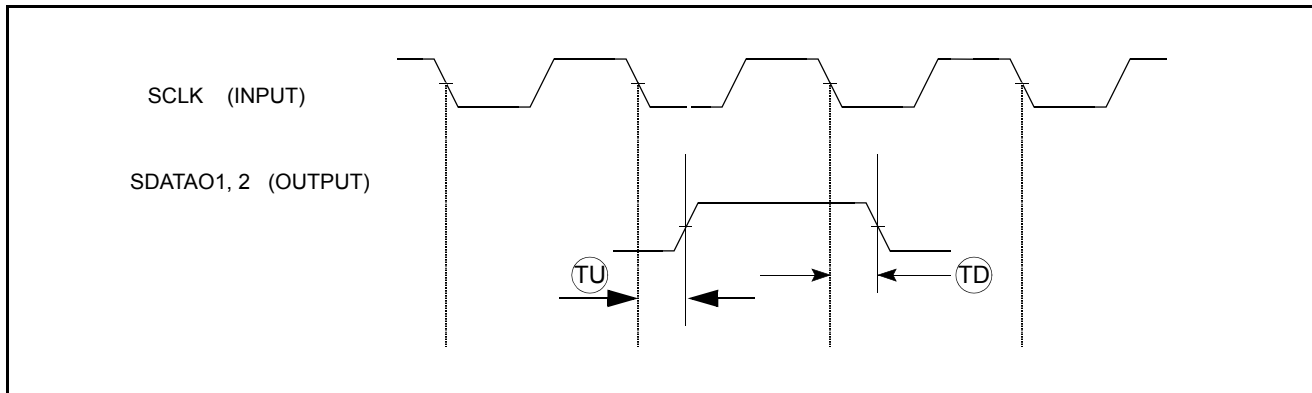 SCLK (INPUT)
SDATAO1, 2 (OUTPUT)
TU
TD